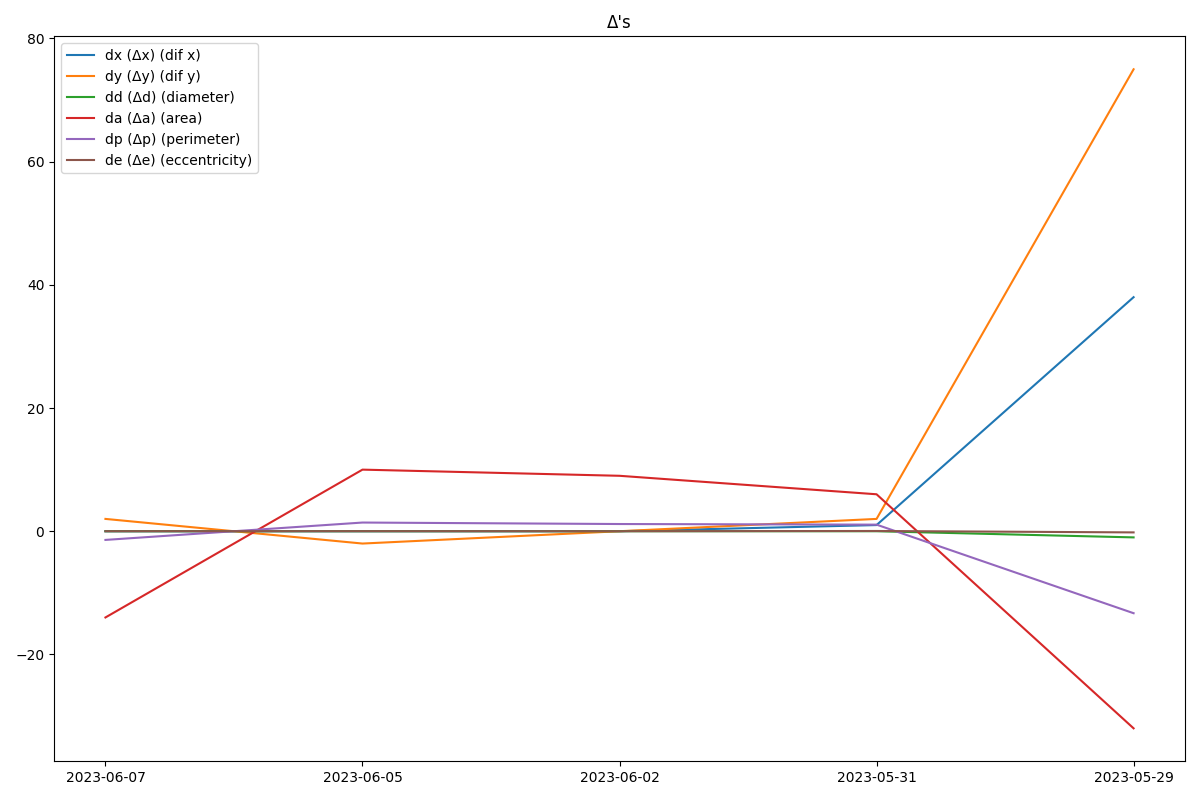 Δ's
80
60
40
20
0
−20
dx (Δx) (dif x)
dy (Δy) (dif y)
dd (Δd) (diameter)
da (Δa) (area)
dp (Δp) (perimeter)
de (Δe) (eccentricity)
2023-06-07
2023-06-05
2023-06-02
2023-05-31
2023-05-29